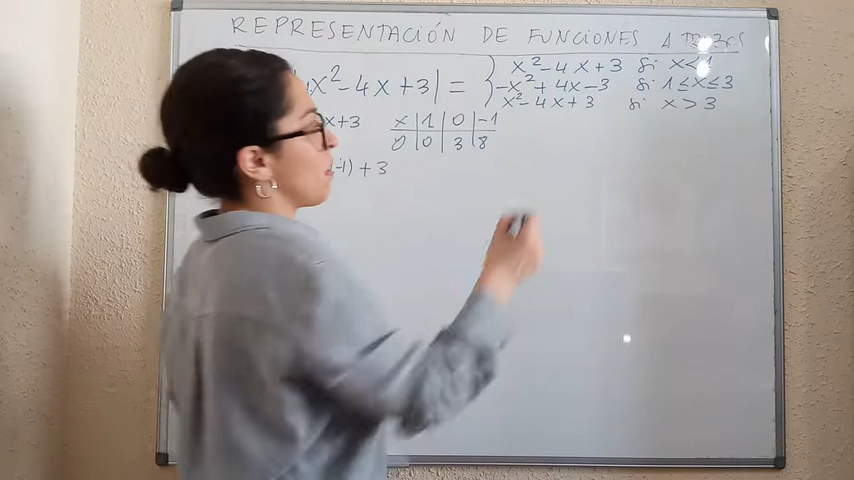 REPRESENTACIÓN DE FUNCIONES A TROZOS
x²-4x+3| = { x²-4x+3 si x<1
-x²+4x-3 si 1≤x≤3
x²-4x+3 si x>3
x+3
x | 1 | 0 | -1
y | 0 | 3 | 8
(-1) + 3